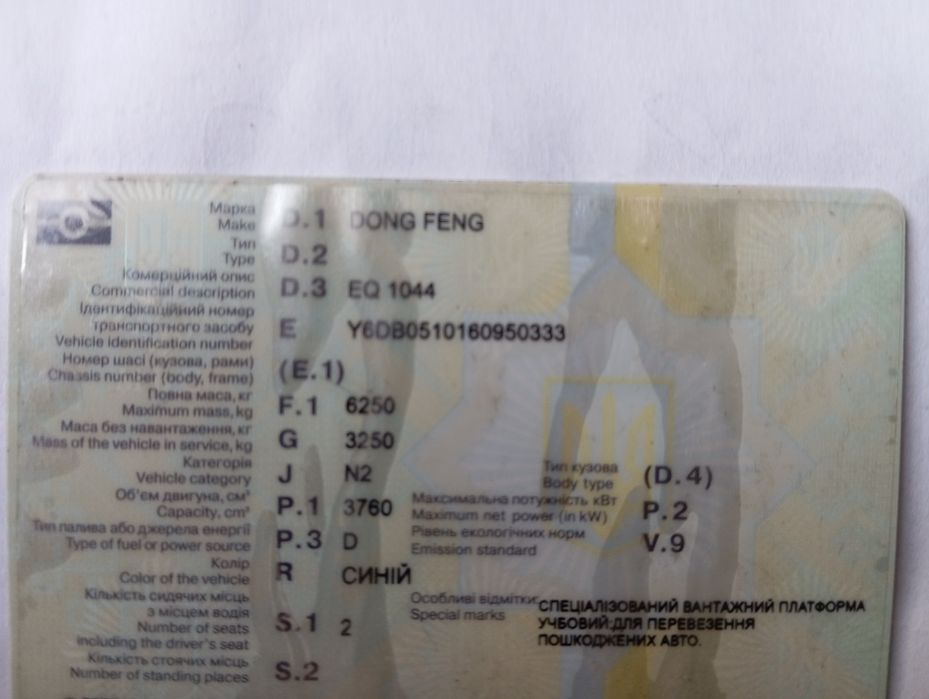 Марка
Make D.1 DONG FENG
Тип
Type D.2
Комерційний опис
Commercial description D.3 EQ 1044
Ідентифікаційний номер
транспортного засобу
Vehicle identification number E Y6DB0510160950333
Номер шасі (кузова, рами)
Chassis number (body, frame) (E.1)
Повна маса, кг
Maximum mass, kg F.1 6250
Маса без навантаження, кг
Mass of the vehicle in service, kg G 3250
Категорія
Vehicle category J N2
Тип кузова
Body type (D.4)
Об'єм двигуна, см³
Capacity, cm³ P.1 3760
Максимальна потужність кВт
Maximum net power (in kW) P.2
Тип палива або джерела енергії
Type of fuel or power source P.3 D
Рівень екологічних норм
Emission standard V.9
Колір
Color of the vehicle R СИНІЙ
Кількість сидячих місць
з місцем водія
Number of seats
including the driver's seat S.1 2
Особливі відмітки:
Special marks
СПЕЦІАЛІЗОВАНИЙ ВАНТАЖНИЙ ПЛАТФОРМА
УЧБОВИЙ;ДЛЯ ПЕРЕВЕЗЕННЯ
ПОШКОДЖЕНИХ АВТО.
Кількість стоячих місць
Number of standing places S.2